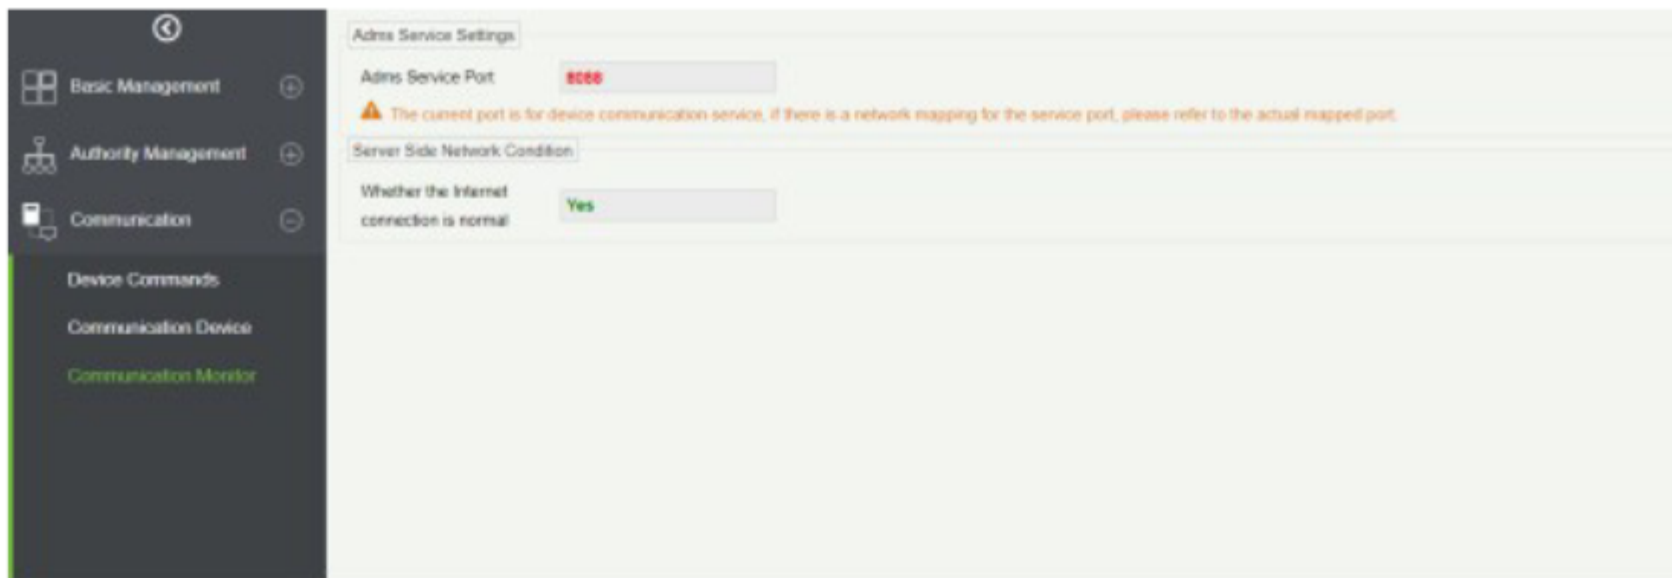 Basic Management
Authority Management
Communication
Device Commands
Communication Device
Communication Monitor
Adms Service Settings
Adms Service Port 8088
The current port is for device communication service, if there is a network mapping for the service port, please refer to the actual mapped port.
Server Side Network Condition
Whether the Internet
connection is normal
Yes